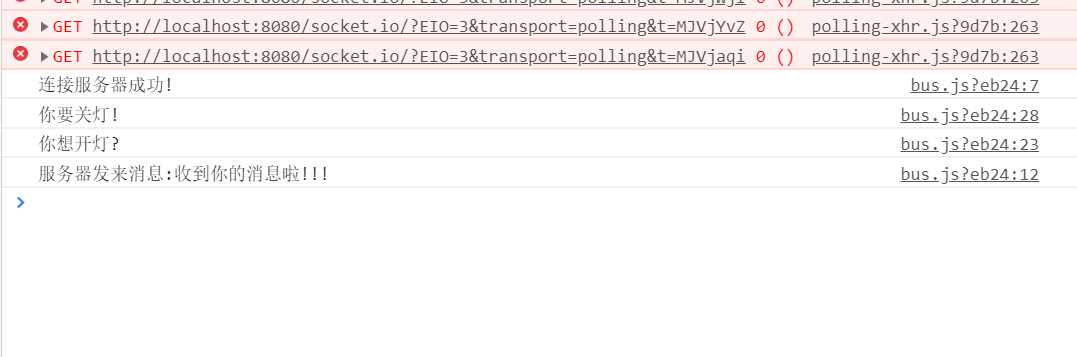 GET http://localhost:8080/socket.io/?EIO=3&transport=polling&t=MJVjWji 0 () polling-xhr.js?9d7b:263
GET http://localhost:8080/socket.io/?EIO=3&transport=polling&t=MJVjYvZ 0 () polling-xhr.js?9d7b:263
GET http://localhost:8080/socket.io/?EIO=3&transport=polling&t=MJVjaqi 0 () polling-xhr.js?9d7b:263
连接服务器成功! bus.js?eb24:7
你要关灯! bus.js?eb24:28
你想开灯? bus.js?eb24:23
服务器发来消息:收到你的消息啦!!! bus.js?eb24:12